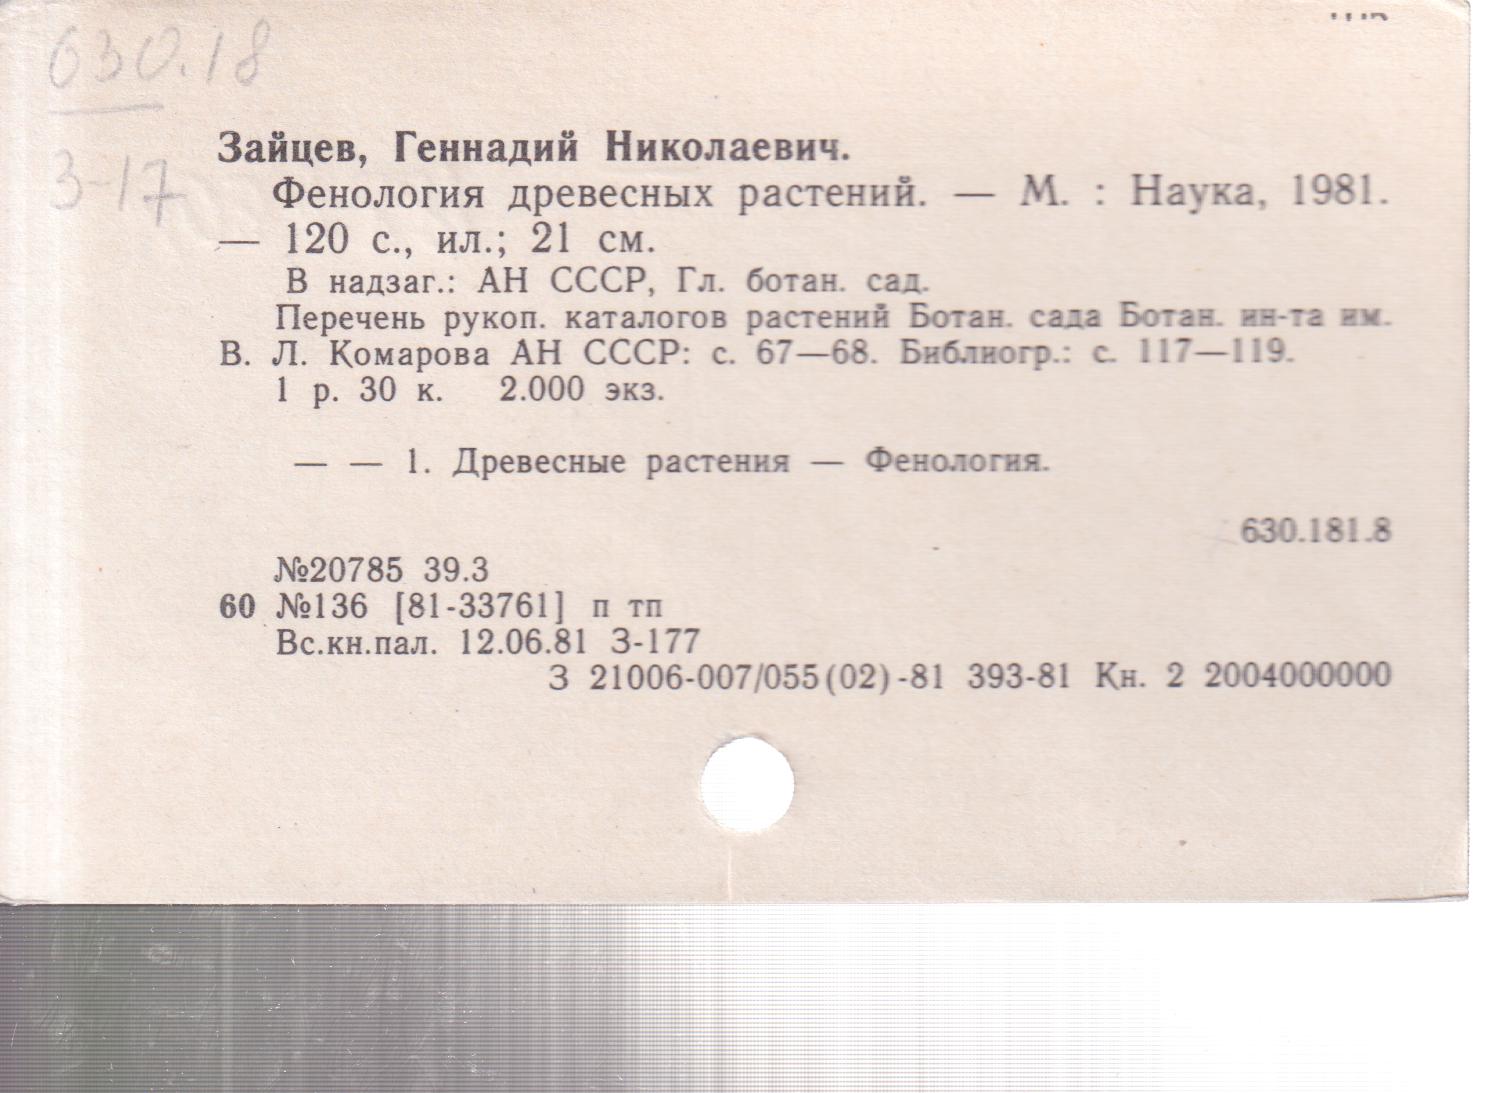 630.18
З-17
Зайцев, Геннадий Николаевич.
Фенология древесных растений. — М. : Наука, 1981.
— 120 с., ил.; 21 см.
В надзаг.: АН СССР, Гл. ботан. сад.
Перечень рукоп. каталогов растений Ботан. сада Ботан. ин-та им.
В. Л. Комарова АН СССР: с. 67—68. Библиогр.: с. 117—119.
1 р. 30 к. 2.000 экз.
— — 1. Древесные растения — Фенология.
630.181.8
№20785 39.3
60 №136 [81-33761] п тп
Вс.кн.пал. 12.06.81 З-177
З 21006-007/055(02)-81 393-81 Кн. 2 2004000000